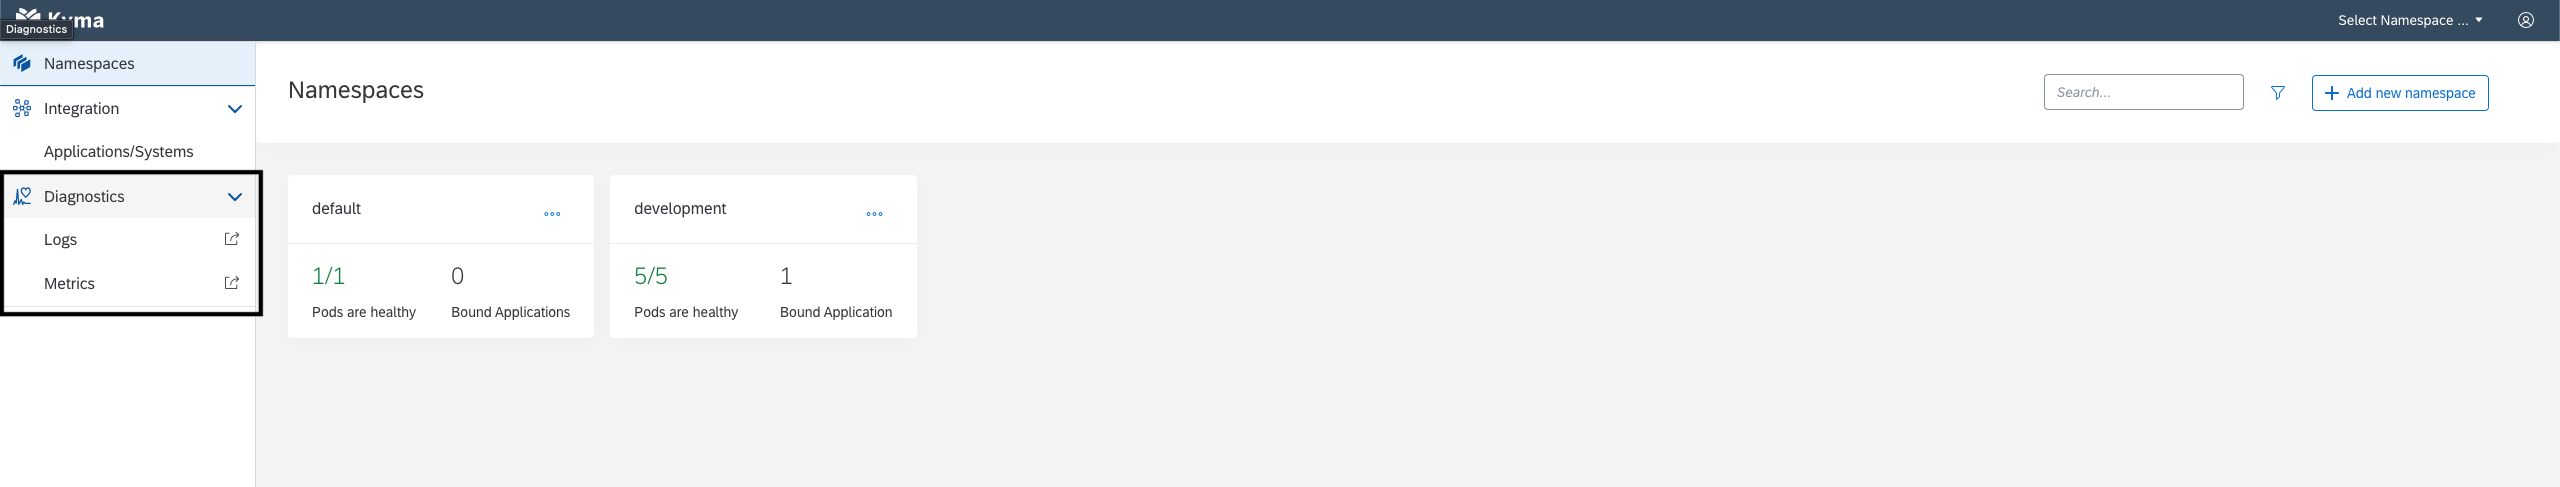 Kyma
Select Namespace ...
Diagnostics
Namespaces
Integration
Applications/Systems
Diagnostics
Logs
Metrics
Namespaces
Search...
Add new namespace
default
1/1
0
Pods are healthy
Bound Applications
development
5/5
1
Pods are healthy
Bound Application